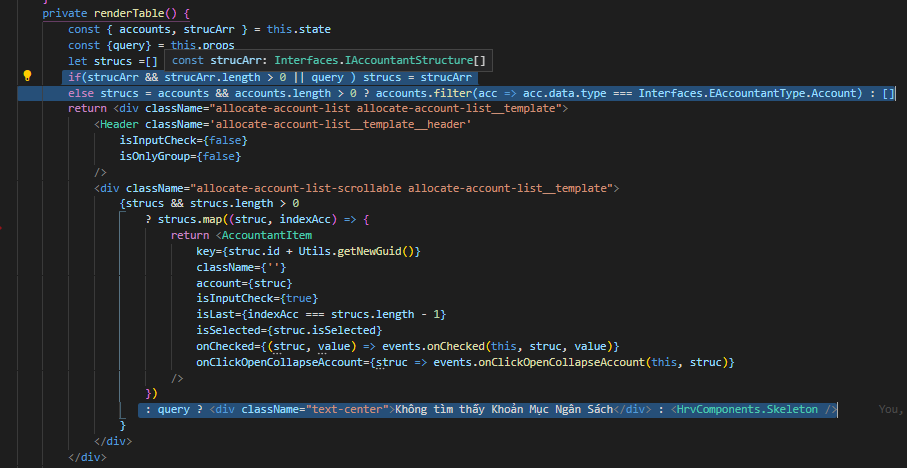 private renderTable() {
const { accounts, strucArr } = this.state
const {query} = this.props
let strucs =[]
const strucArr: Interfaces.IAccountantStructure[]
if(strucArr && strucArr.length > 0 || query ) strucs = strucArr
else strucs = accounts && accounts.length > 0 ? accounts.filter(acc => acc.data.type === Interfaces.EAccountantType.Account) : []
return <div className="allocate-account-list allocate-account-list__template">
<Header className='allocate-account-list__template__header'
isInputCheck={false}
isOnlyGroup={false}
/>
<div className="allocate-account-list-scrollable allocate-account-list__template">
{strucs && strucs.length > 0
? strucs.map((struc, indexAcc) => {
return <AccountantItem
key={struc.id + Utils.getNewGuid()}
className={''}
account={struc}
isInputCheck={true}
isLast={indexAcc === strucs.length - 1}
isSelected={struc.isSelected}
onChecked={(struc, value) => events.onChecked(this, struc, value)}
onClickOpenCollapseAccount={struc => events.onClickOpenCollapseAccount(this, struc)}
/>
})
: query ? <div className="text-center">Không tìm thấy Khoản Mục Ngân Sách</div> : <HrvComponents.Skeleton /> You,
}
</div>
</div>